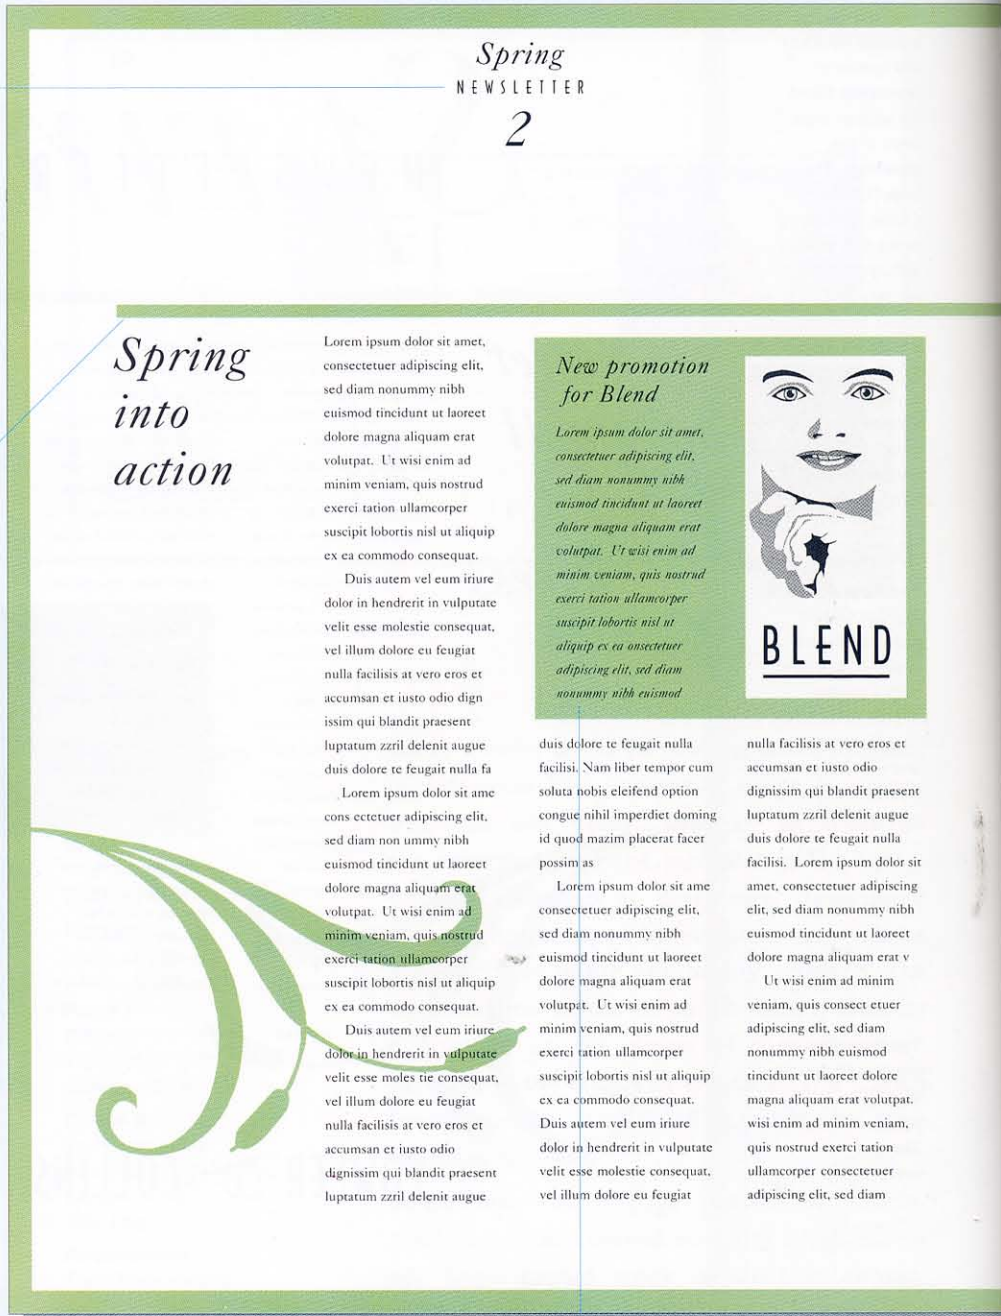 Spring
NEWSLETTER
2
Spring
into
action
Lorem ipsum dolor sit amet,
consectetuer adipiscing elit,
sed diam nonummy nibh
euismod tincidunt ut laoreet
dolore magna aliquam erat
volutpat. Ut wisi enim ad
minim veniam, quis nostrud
exerci tation ullamcorper
suscipit lobortis nisl ut aliquip
ex ea commodo consequat.
Duis autem vel eum iriure
dolor in hendrerit in vulputate
velit esse molestie consequat,
vel illum dolore eu feugiat
nulla facilisis at vero eros et
accumsan et iusto odio dign
issim qui blandit praesent
luptatum zzril delenit augue
duis dolore te feugait nulla fa
Lorem ipsum dolor sit ame
cons ectetuer adipiscing elit,
sed diam non ummy nibh
euismod tincidunt ut laoreet
dolore magna aliquam erat
volutpat. Ut wisi enim ad
minim veniam, quis nostrud
exerci tation ullamcorper
suscipit lobortis nisl ut aliquip
ex ea commodo consequat.
Duis autem vel eum iriure
dolor in hendrerit in vulputate
velit esse moles tie consequat,
vel illum dolore eu feugiat
nulla facilisis at vero eros et
accumsan et iusto odio
dignissim qui blandit praesent
luptatum zzril delenit augue
New promotion
for Blend
Lorem ipsum dolor sit amet,
consectetuer adipiscing elit,
sed diam nonummy nibh
euismod tincidunt ut laoreet
dolore magna aliquam erat
volutpat. Ut wisi enim ad
minim veniam, quis nostrud
exerci tation ullamcorper
suscipit lobortis nisl ut
aliquip ex ea onsectetuer
adipiscing elit, sed diam
nonummy nibh euismod
BLEND
duis dolore te feugait nulla
facilisi. Nam liber tempor cum
soluta nobis eleifend option
congue nihil imperdiet doming
id quod mazim placerat facer
possim as
Lorem ipsum dolor sit ame
consectetuer adipiscing elit,
sed diam nonummy nibh
euismod tincidunt ut laoreet
dolore magna aliquam erat
volutpat. Ut wisi enim ad
minim veniam, quis nostrud
exerci tation ullamcorper
suscipit lobortis nisl ut aliquip
ex ea commodo consequat.
Duis autem vel eum iriure
dolor in hendrerit in vulputate
velit esse molestie consequat,
vel illum dolore eu feugiat
nulla facilisis at vero eros et
accumsan et iusto odio
dignissim qui blandit praesent
luptatum zzril delenit augue
duis dolore te feugait nulla
facilisi. Lorem ipsum dolor sit
amet, consectetuer adipiscing
elit, sed diam nonummy nibh
euismod tincidunt ut laoreet
dolore magna aliquam erat v
Ut wisi enim ad minim
veniam, quis consect etuer
adipiscing elit, sed diam
nonummy nibh euismod
tincidunt ut laoreet dolore
magna aliquam erat volutpat.
wisi enim ad minim veniam,
quis nostrud exerci tation
ullamcorper consectetuer
adipiscing elit, sed diam